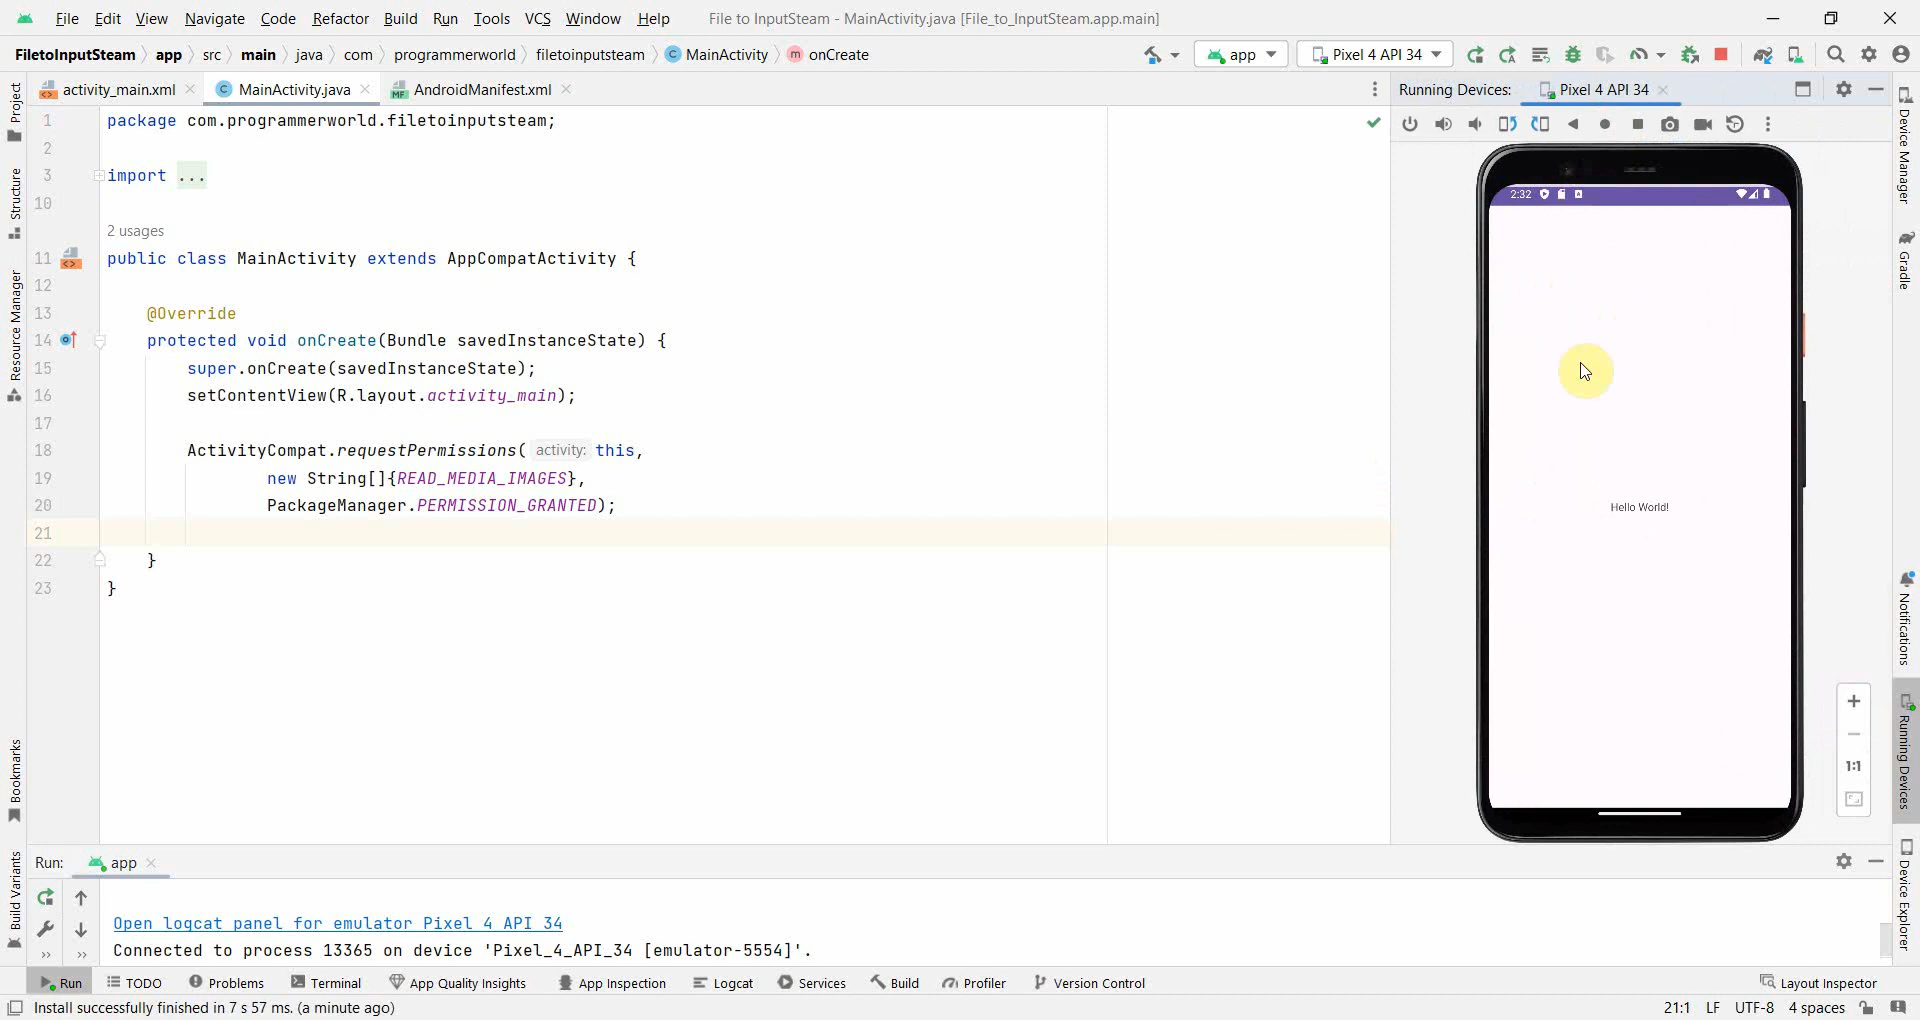 File Edit View Navigate Code Refactor Build Run Tools VCS Window Help File to InputSteam - MainActivity.java [File_to_InputSteam.app.main]
FiletoInputSteam app src main java com programmerworld filetoinputsteam C MainActivity m onCreate app Pixel 4 API 34
activity_main.xml C MainActivity.java MF AndroidManifest.xml Running Devices: Pixel 4 API 34
1 package com.programmerworld.filetoinputsteam;
2
3 import ...
10
2 usages
11 public class MainActivity extends AppCompatActivity {
12
13 @Override
14 protected void onCreate(Bundle savedInstanceState) {
15 super.onCreate(savedInstanceState);
16 setContentView(R.layout.activity_main);
17
18 ActivityCompat.requestPermissions( activity: this,
19 new String[]{READ_MEDIA_IMAGES},
20 PackageManager.PERMISSION_GRANTED);
21
22 }
23 }
Project
Structure
Resource Manager
Bookmarks
Build Variants
2:32
Hello World!
1:1
Device Manager
Gradle
Notifications
Running Devices
Device Explorer
Run: app
Open logcat panel for emulator Pixel 4 API 34
Connected to process 13365 on device 'Pixel_4_API_34 [emulator-5554]'.
Run TODO Problems Terminal App Quality Insights App Inspection Logcat Services Build Profiler Version Control Layout Inspector
Install successfully finished in 7 s 57 ms. (a minute ago) 21:1 LF UTF-8 4 spaces